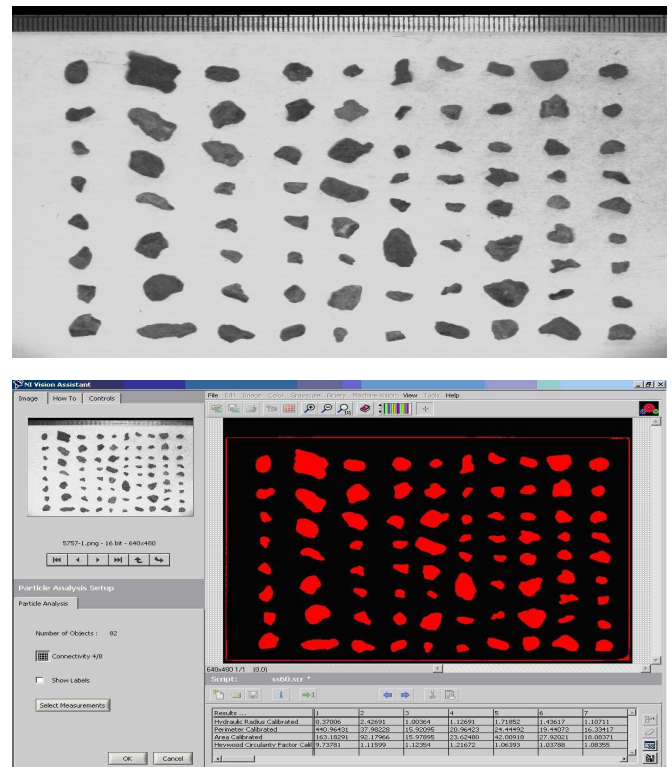 NI Vision Assistant
Image How To Controls
File Edit Image Color Grayscale Binary Machine Vision View Tools Help
5757-1.png - 16 bit - 640x480
Particle Analysis Setup
Particle Analysis
Number of Objects : 82
Connectivity 4/8
Show Labels
Select Measurements
OK Cancel
640x480 1/1 (0.0)
Script: ss60.scr *
Results ... 1 2 3 4 5 6 7
Hydraulic Radius Calibrated 0.37006 2.42691 1.00364 1.12691 1.71852 1.43617 1.10711
Perimeter Calibrated 440.96431 37.98228 15.92095 20.96423 24.44492 19.44073 16.33417
Area Calibrated 163.18291 92.17966 15.97895 23.62480 42.00918 27.92021 18.08371
Heywood Circularity Factor Cali 9.73781 1.11599 1.12354 1.21672 1.06393 1.03788 1.08355